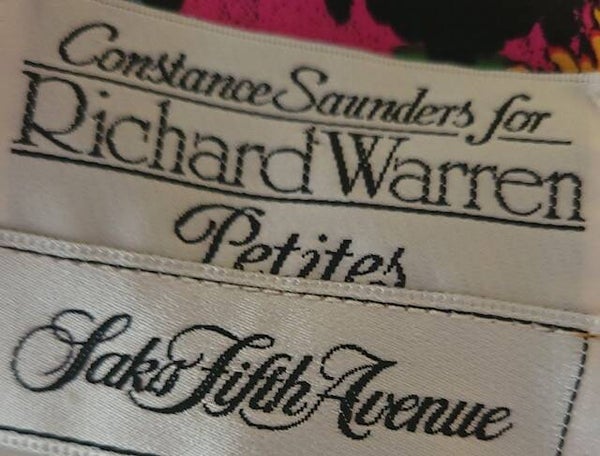 Constance Saunders for
Richard Warren
Petites
Saks Fifth Avenue